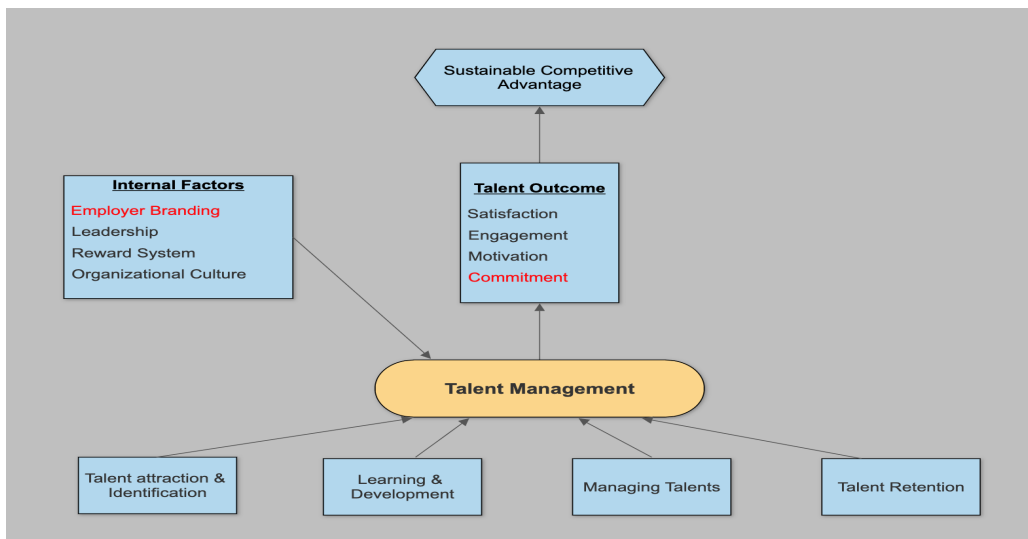 Sustainable Competitive
Advantage
Internal Factors
Employer Branding
Leadership
Reward System
Organizational Culture
Talent Outcome
Satisfaction
Engagement
Motivation
Commitment
Talent Management
Talent attraction &
Identification
Learning &
Development
Managing Talents
Talent Retention